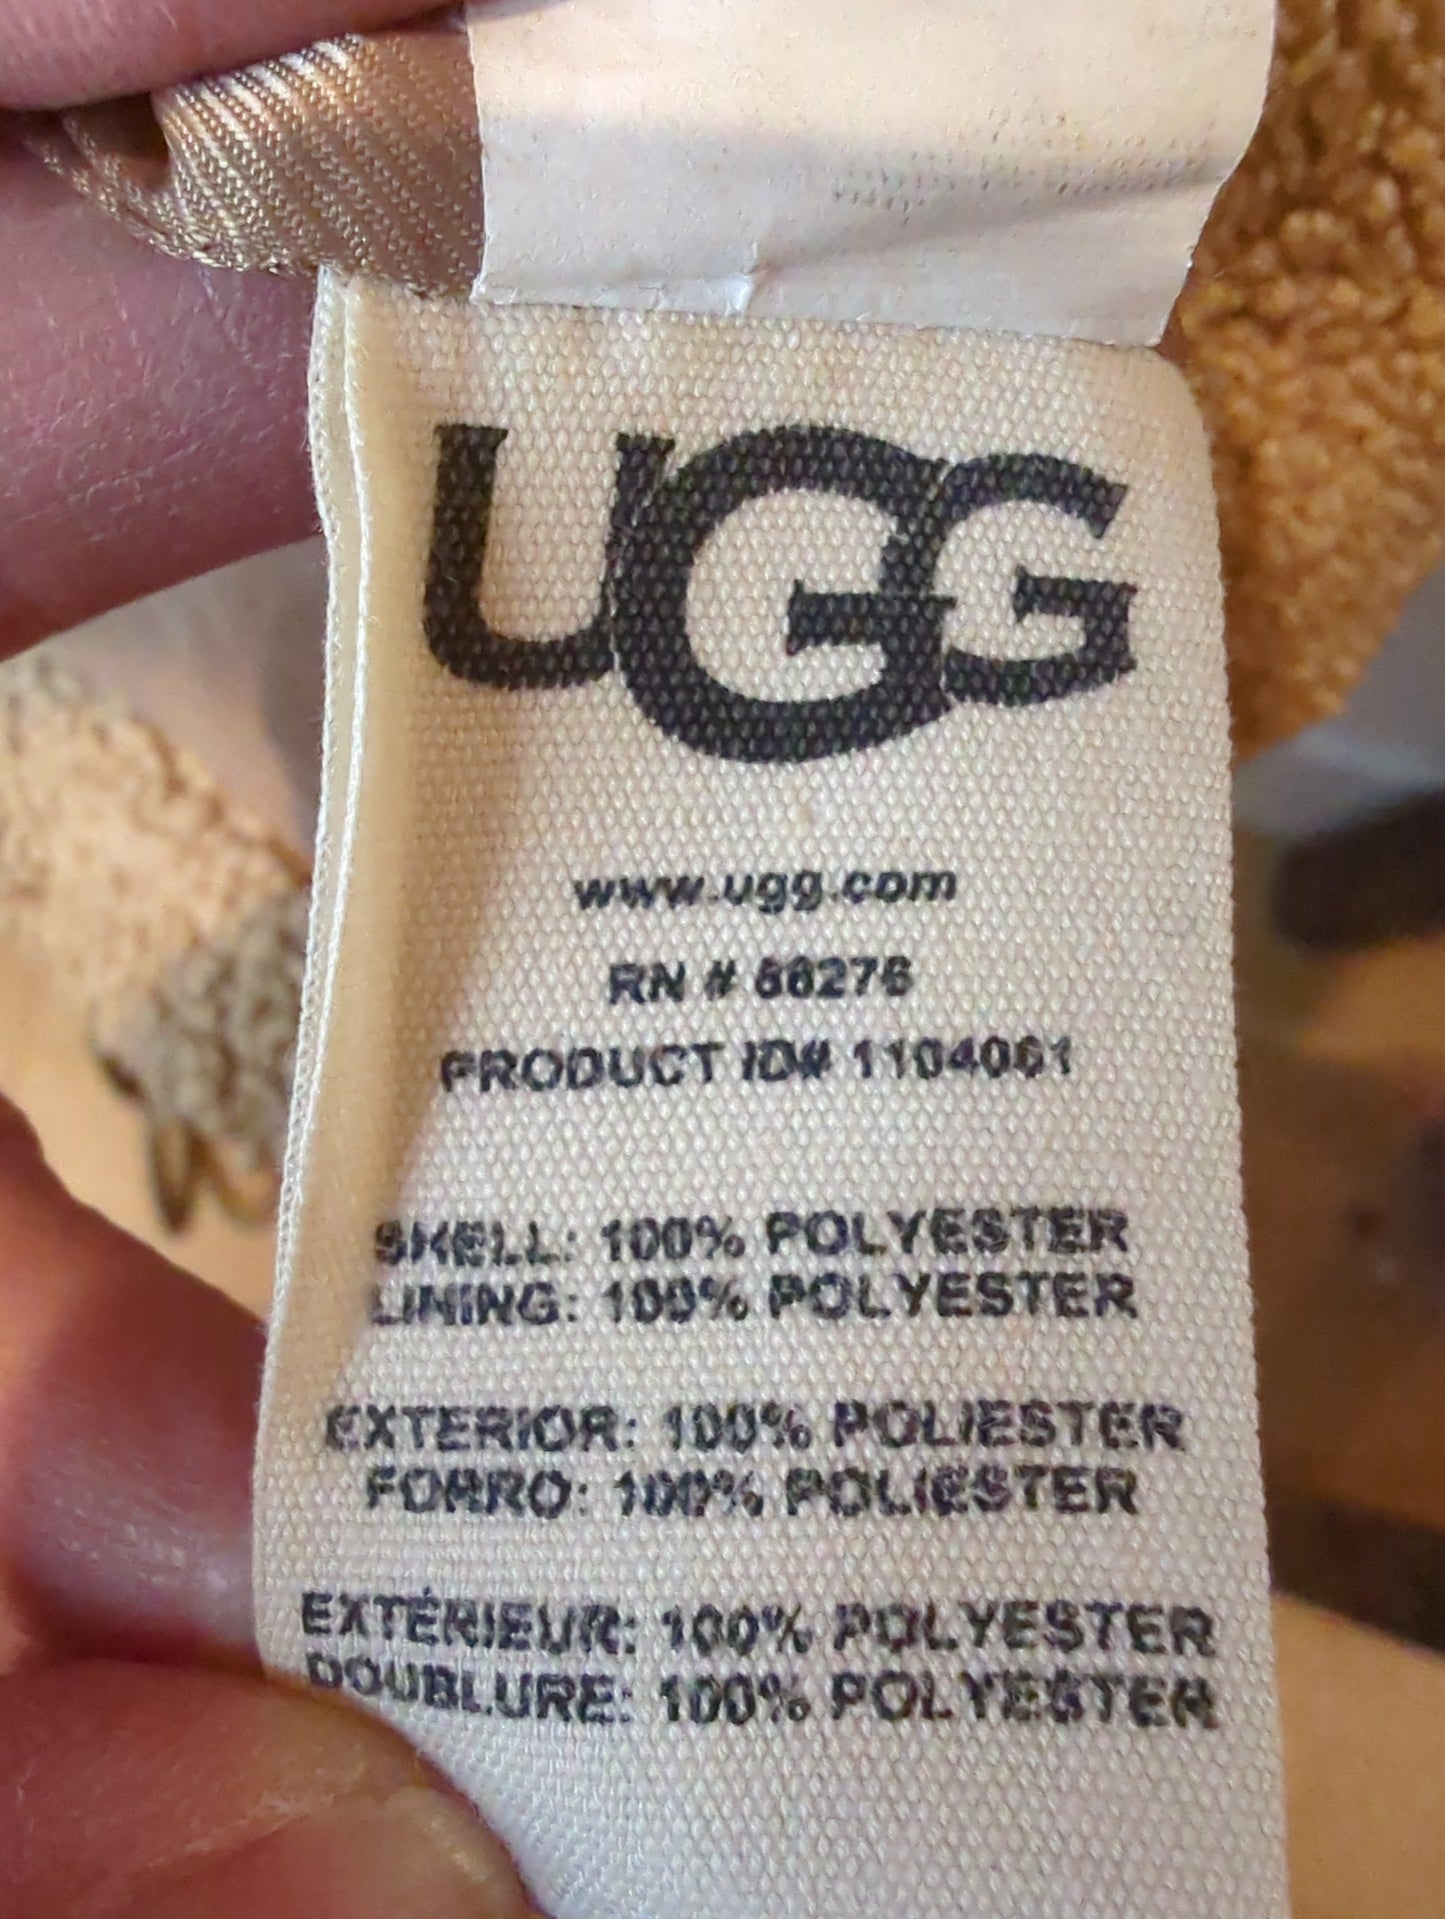 UGG
www.ugg.com
RN # 88276
PRODUCT ID# 1104061
SHELL: 100% POLYESTER
LINING: 100% POLYESTER
EXTERIOR: 100% POLIESTER
FORRO: 100% POLIESTER
EXTÉRIEUR: 100% POLYESTER
DOUBLURE: 100% POLYESTER